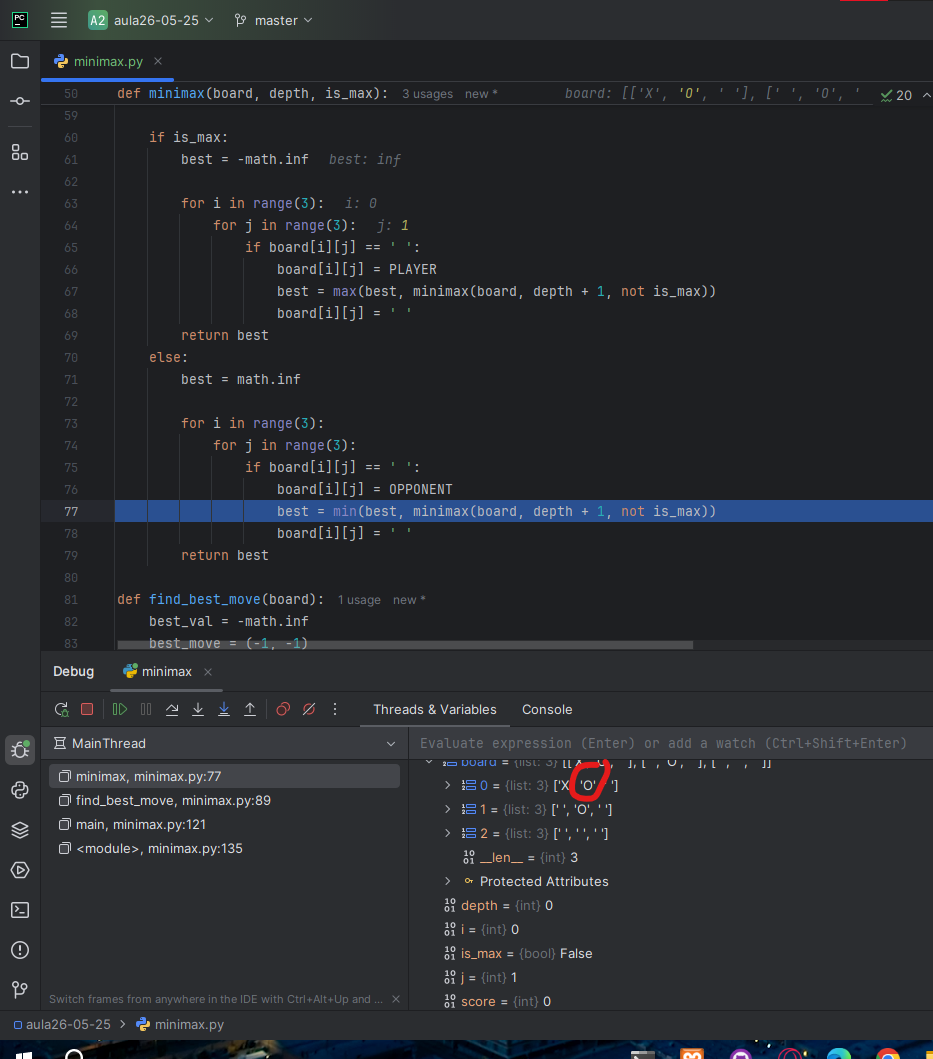 PC A2 aula26-05-25 master
minimax.py
50 def minimax(board, depth, is_max): 3 usages new * board: [['X', 'O', ' '], [' ', 'O', ' 20
59
60 if is_max:
61 best = -math.inf best: inf
62
63 for i in range(3): i: 0
64 for j in range(3): j: 1
65 if board[i][j] == ' ':
66 board[i][j] = PLAYER
67 best = max(best, minimax(board, depth + 1, not is_max))
68 board[i][j] = ' '
69 return best
70 else:
71 best = math.inf
72
73 for i in range(3):
74 for j in range(3):
75 if board[i][j] == ' ':
76 board[i][j] = OPPONENT
77 best = min(best, minimax(board, depth + 1, not is_max))
78 board[i][j] = ' '
79 return best
80
81 def find_best_move(board): 1 usage new *
82 best_val = -math.inf
83 best_move = (-1, -1)
Debug minimax
Threads & Variables Console
MainThread
Evaluate expression (Enter) or add a watch (Ctrl+Shift+Enter)
minimax, minimax.py:77
find_best_move, minimax.py:89
main, minimax.py:121
<module>, minimax.py:135
board = {list: 3} [['X', 'O', ' '], [' ', 'O', ' '], [' ', ' ', ' ']]
0 = {list: 3} ['X', 'O', ' ']
1 = {list: 3} [' ', 'O', ' ']
2 = {list: 3} [' ', ' ', ' ']
__len__ = {int} 3
Protected Attributes
depth = {int} 0
i = {int} 0
is_max = {bool} False
j = {int} 1
score = {int} 0
Switch frames from anywhere in the IDE with Ctrl+Alt+Up and ...
aula26-05-25 > minimax.py